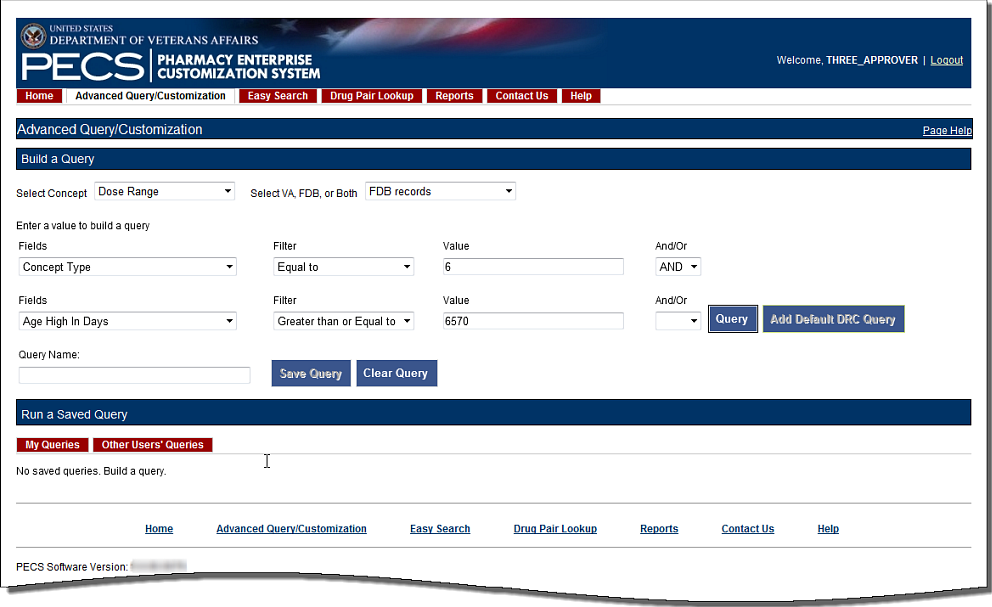 UNITED STATES
DEPARTMENT OF VETERANS AFFAIRS
PECS PHARMACY ENTERPRISE
CUSTOMIZATION SYSTEM
Welcome, THREE_APPROVER | Logout
Home Advanced Query/Customization Easy Search Drug Pair Lookup Reports Contact Us Help
Advanced Query/Customization Page Help
Build a Query
Select Concept Dose Range Select VA, FDB, or Both FDB records
Enter a value to build a query
Fields Filter Value And/Or
Concept Type Equal to 6 AND
Fields Filter Value And/Or
Age High In Days Greater than or Equal to 6570 Query Add Default DRC Query
Query Name:
Save Query Clear Query
Run a Saved Query
My Queries Other Users' Queries
No saved queries. Build a query.
Home Advanced Query/Customization Easy Search Drug Pair Lookup Reports Contact Us Help
PECS Software Version: